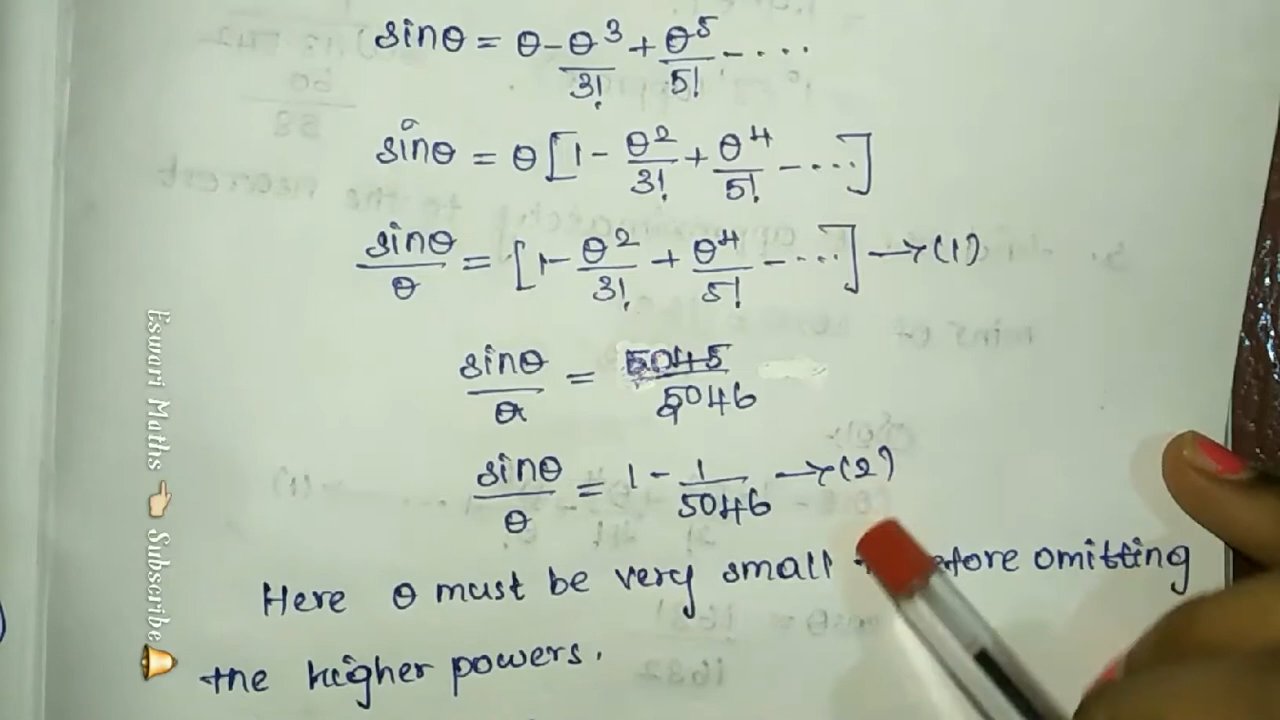 sinθ = θ - θ³/3! + θ⁵/5! - ....
sinθ = θ [1 - θ²/3! + θ⁴/5! - ....]
sinθ/θ = [1 - θ²/3! + θ⁴/5! - ....] → (1)
sinθ/θ = 5045/5046
sinθ/θ = 1 - 1/5046 → (2)
Here θ must be very small omitting
the higher powers.
Eswari Maths 👈🏻 Subscribe 🔔